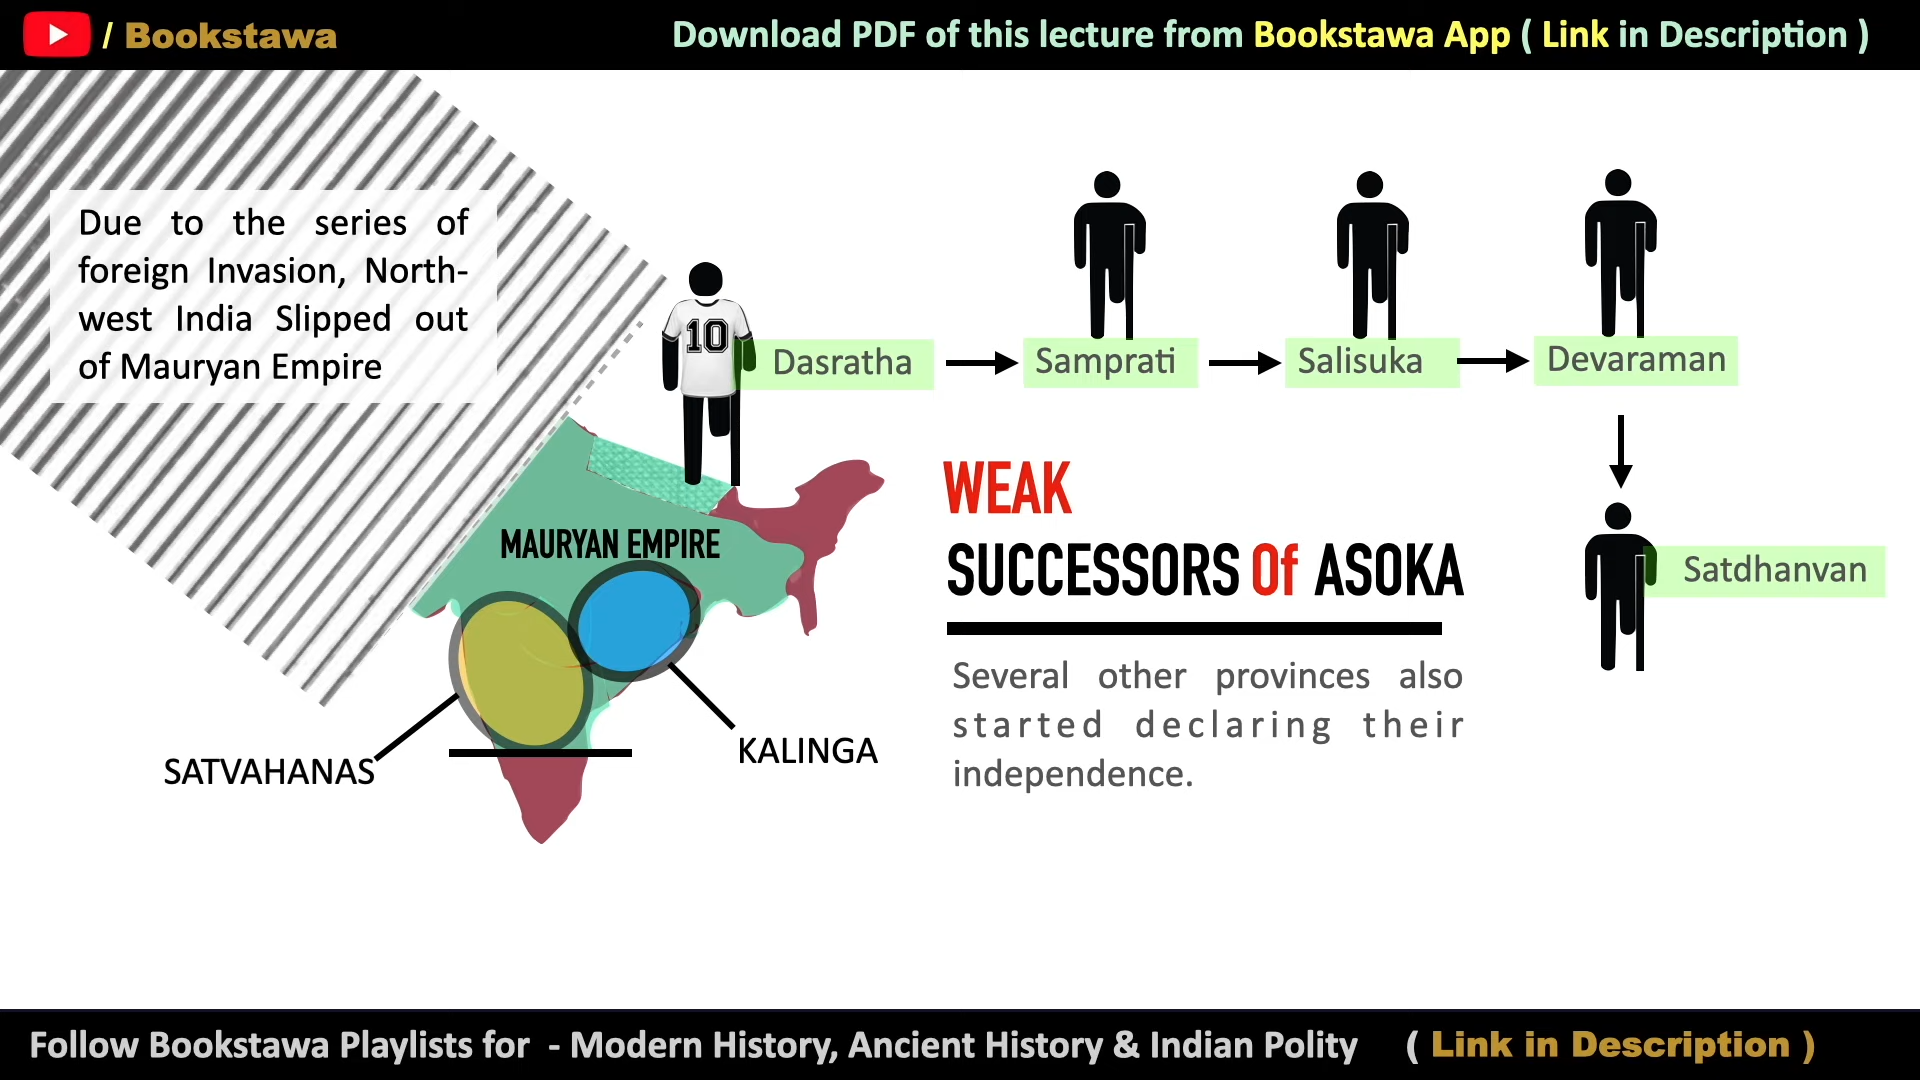 / Bookstawa
Download PDF of this lecture from Bookstawa App ( Link in Description )
Due to the series of
foreign Invasion, North-
west India Slipped out
of Mauryan Empire
10
Dasratha
Samprati
Salisuka
Devaraman
Satdhanvan
MAURYAN EMPIRE
SATVAHANAS
KALINGA
WEAK
SUCCESSORS Of ASOKA
Several other provinces also
started declaring their
independence.
Follow Bookstawa Playlists for - Modern History, Ancient History & Indian Polity ( Link in Description )